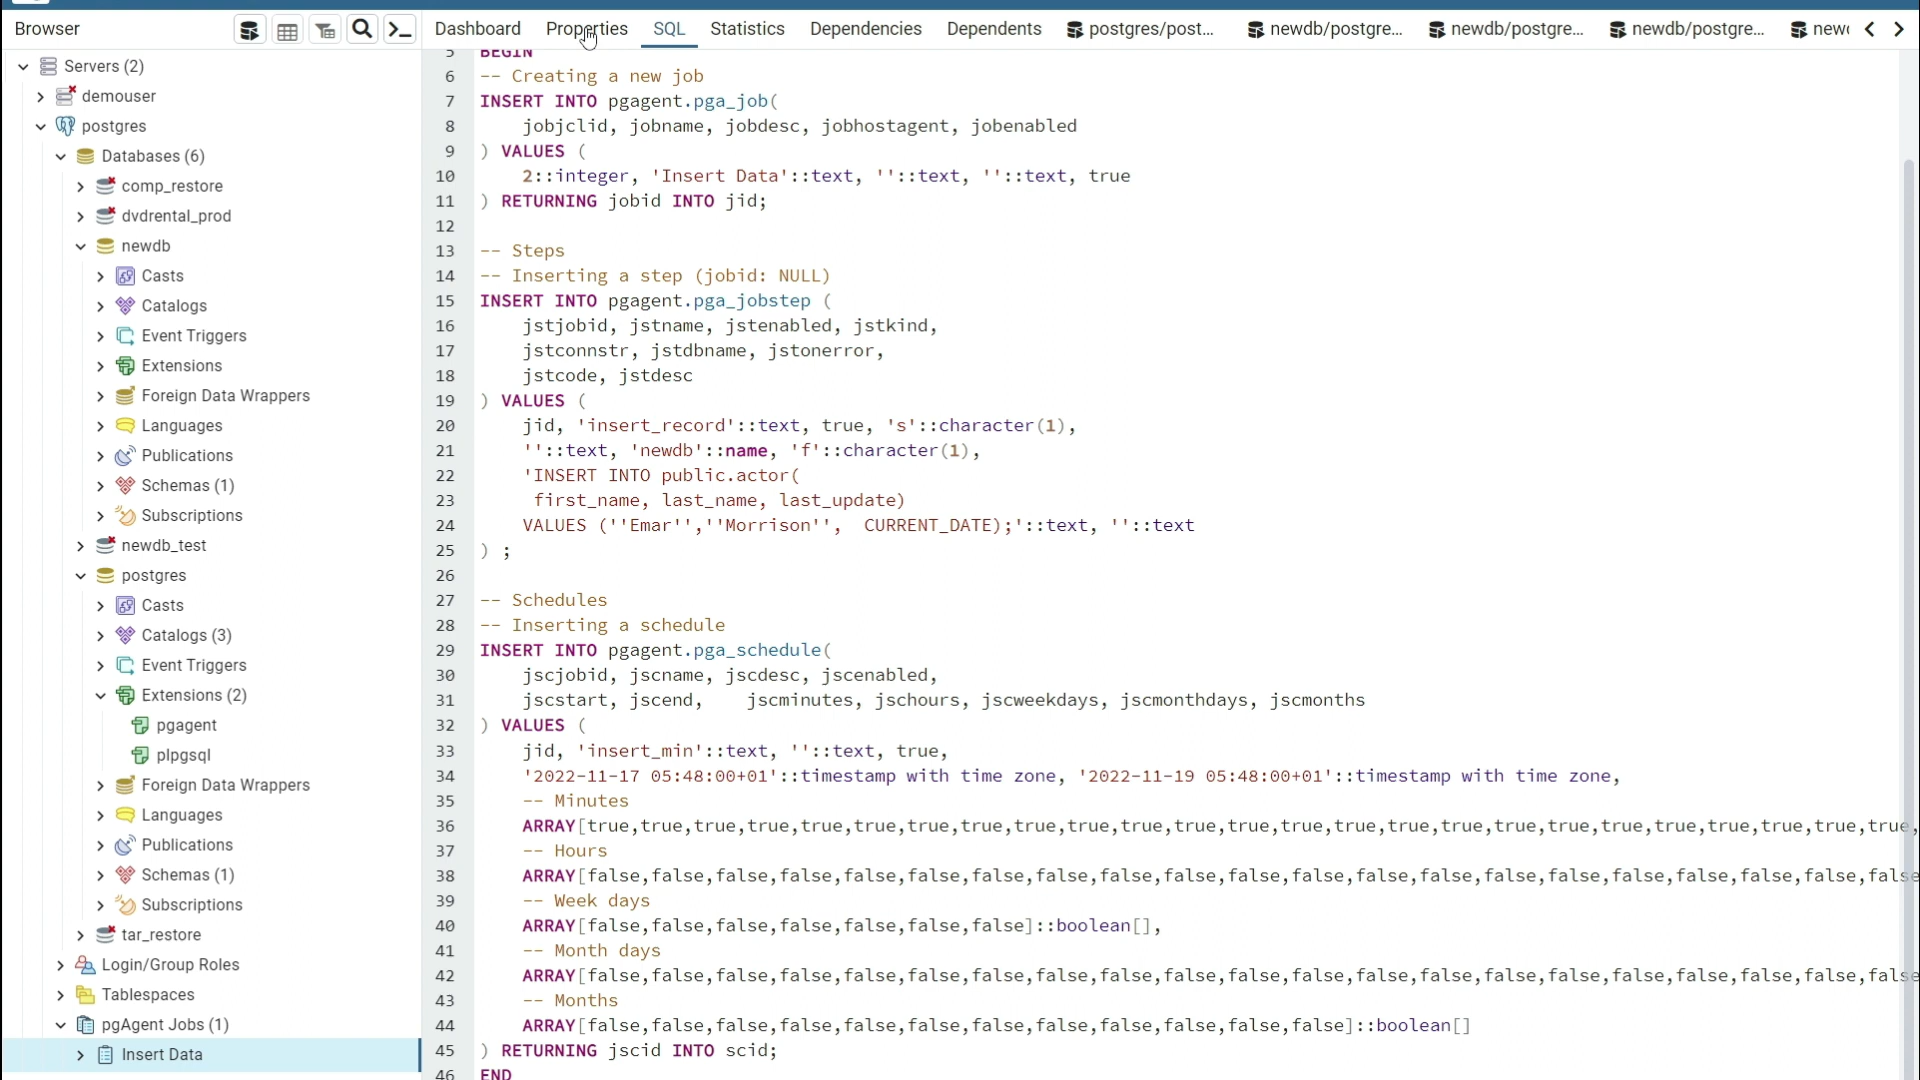 Browser
Dashboard Properties SQL Statistics Dependencies Dependents postgres/post... newdb/postgre... newdb/postgre... newdb/postgre... newc
Servers (2)
demouser
postgres
Databases (6)
comp_restore
dvdrental_prod
newdb
Casts
Catalogs
Event Triggers
Extensions
Foreign Data Wrappers
Languages
Publications
Schemas (1)
Subscriptions
newdb_test
postgres
Casts
Catalogs (3)
Event Triggers
Extensions (2)
pgagent
plpgsql
Foreign Data Wrappers
Languages
Publications
Schemas (1)
Subscriptions
tar_restore
Login/Group Roles
Tablespaces
pgAgent Jobs (1)
Insert Data
5 BEGIN
6 -- Creating a new job
7 INSERT INTO pgagent.pga_job(
8 jobjclid, jobname, jobdesc, jobhostagent, jobenabled
9 ) VALUES (
10 2::integer, 'Insert Data'::text, ''::text, ''::text, true
11 ) RETURNING jobid INTO jid;
12
13 -- Steps
14 -- Inserting a step (jobid: NULL)
15 INSERT INTO pgagent.pga_jobstep (
16 jstjobid, jstname, jstenabled, jstkind,
17 jstconnstr, jstdbname, jstonerror,
18 jstcode, jstdesc
19 ) VALUES (
20 jid, 'insert_record'::text, true, 's'::character(1),
21 ''::text, 'newdb'::name, 'f'::character(1),
22 'INSERT INTO public.actor(
23 first_name, last_name, last_update)
24 VALUES (''Emar'',''Morrison'', CURRENT_DATE);'::text, ''::text
25 ) ;
26
27 -- Schedules
28 -- Inserting a schedule
29 INSERT INTO pgagent.pga_schedule(
30 jscjobid, jscname, jscdesc, jscenabled,
31 jscstart, jscend, jscminutes, jschours, jscweekdays, jscmonthdays, jscmonths
32 ) VALUES (
33 jid, 'insert_min'::text, ''::text, true,
34 '2022-11-17 05:48:00+01'::timestamp with time zone, '2022-11-19 05:48:00+01'::timestamp with time zone,
35 -- Minutes
36 ARRAY[true,true,true,true,true,true,true,true,true,true,true,true,true,true,true,true,true,true,true,true,true,true,true,true,true,
37 -- Hours
38 ARRAY[false,false,false,false,false,false,false,false,false,false,false,false,false,false,false,false,false,false,false,false,false
39 -- Week days
40 ARRAY[false,false,false,false,false,false,false]::boolean[],
41 -- Month days
42 ARRAY[false,false,false,false,false,false,false,false,false,false,false,false,false,false,false,false,false,false,false,false,false
43 -- Months
44 ARRAY[false,false,false,false,false,false,false,false,false,false,false,false]::boolean[]
45 ) RETURNING jscid INTO scid;
46 END